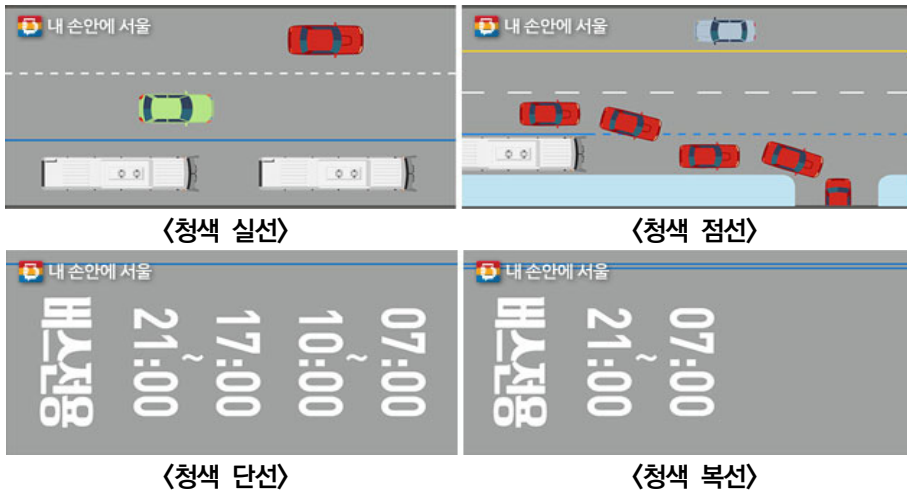 내 손안에 서울
내 손안에 서울
<청색 실선>
<청색 점선>
내 손안에 서울
버스전용
21:00
~
17:00
10:00
~
07:00
내 손안에 서울
버스전용
21:00
~
07:00
<청색 단선>
<청색 복선>